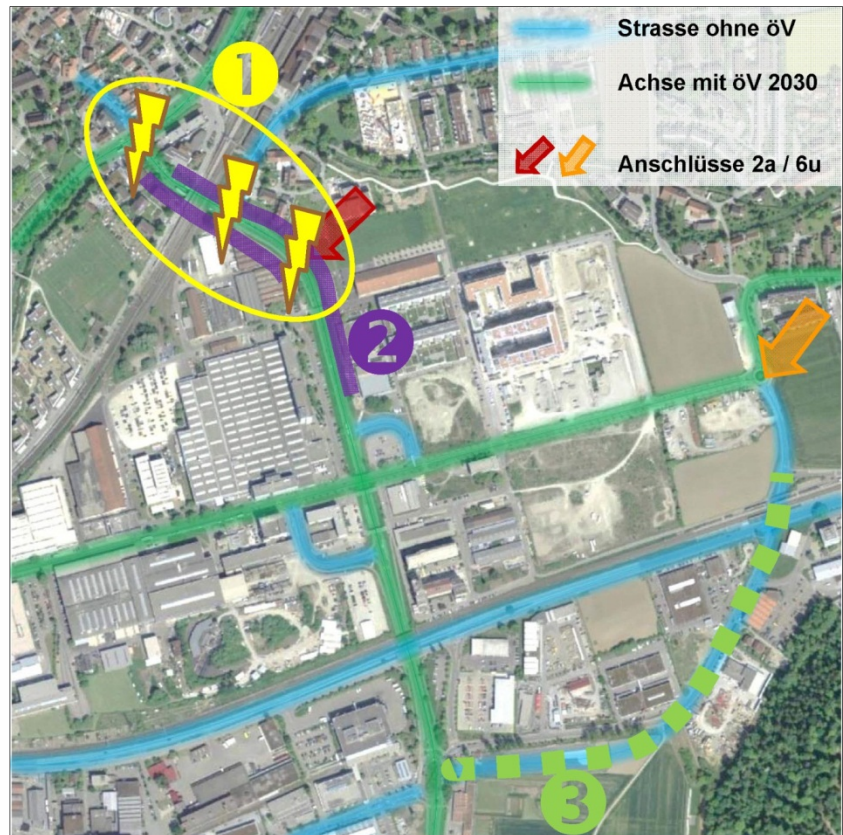 Strasse ohne öV
Achse mit öV 2030
Anschlüsse 2a / 6u
1
2
3